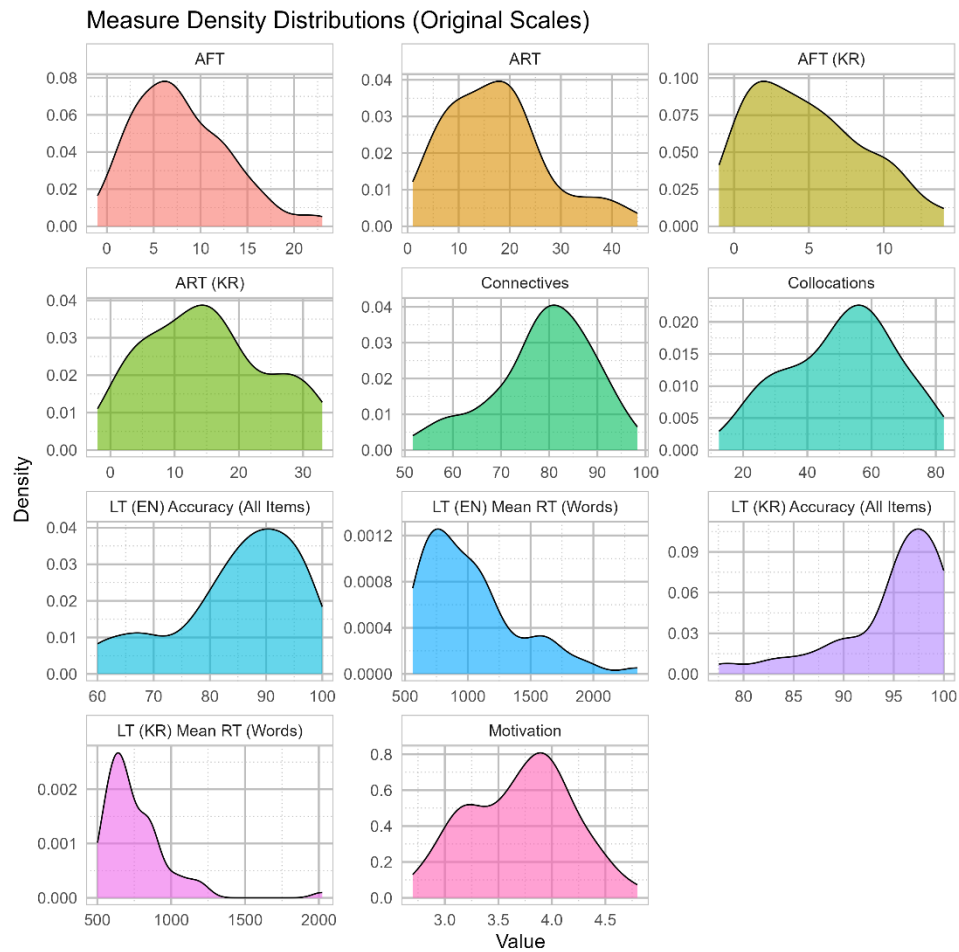 Measure Density Distributions (Original Scales)
AFT
ART
AFT (KR)
0.08
0.06
0.04
0.02
0.00
0 5 10 15 20
0.04
0.03
0.02
0.01
0.00
0 10 20 30 40
0.100
0.075
0.050
0.025
0.000
0 5 10
ART (KR)
Connectives
Collocations
0.04
0.03
0.02
0.01
0.00
0 10 20 30
0.04
0.03
0.02
0.01
0.00
50 60 70 80 90 100
0.020
0.015
0.010
0.005
0.000
20 40 60 80
Density
LT (EN) Accuracy (All Items)
LT (EN) Mean RT (Words)
LT (KR) Accuracy (All Items)
0.04
0.03
0.02
0.01
0.00
60 70 80 90 100
0.0012
0.0008
0.0004
0.0000
500 1000 1500 2000
0.09
0.06
0.03
0.00
80 85 90 95 100
LT (KR) Mean RT (Words)
Motivation
0.002
0.001
0.000
500 1000 1500 2000
0.8
0.6
0.4
0.2
0.0
3.0 3.5 4.0 4.5
Value